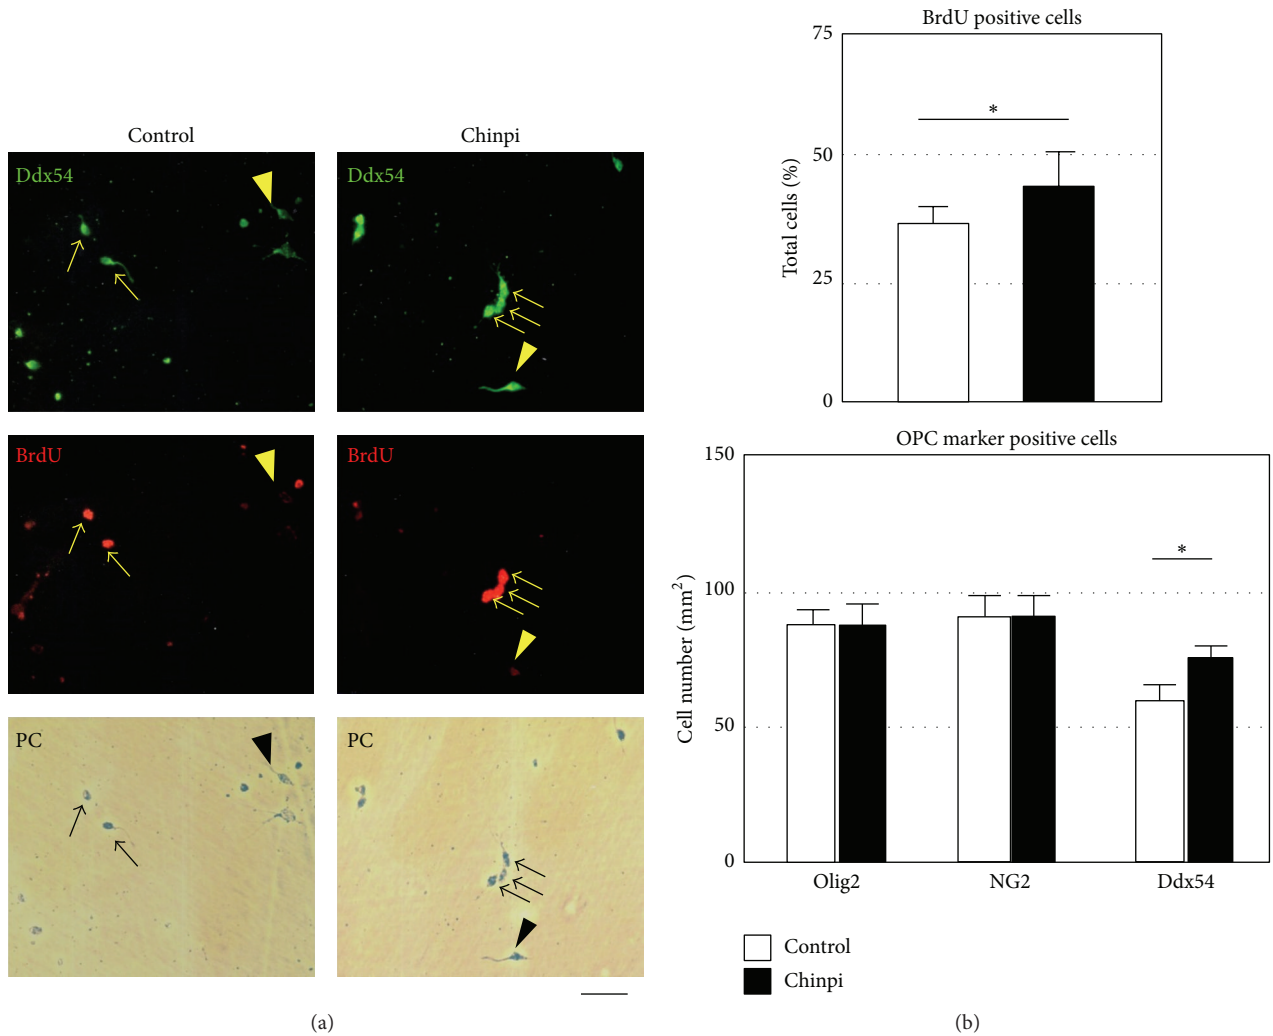 Control
Chinpi
Ddx54
Ddx54
BrdU
BrdU
PC
PC
(a)
BrdU positive cells
Total cells (%)
75
50
25
0
*
OPC marker positive cells
Cell number (mm²)
150
100
50
0
*
Olig2
NG2
Ddx54
Control
Chinpi
(b)